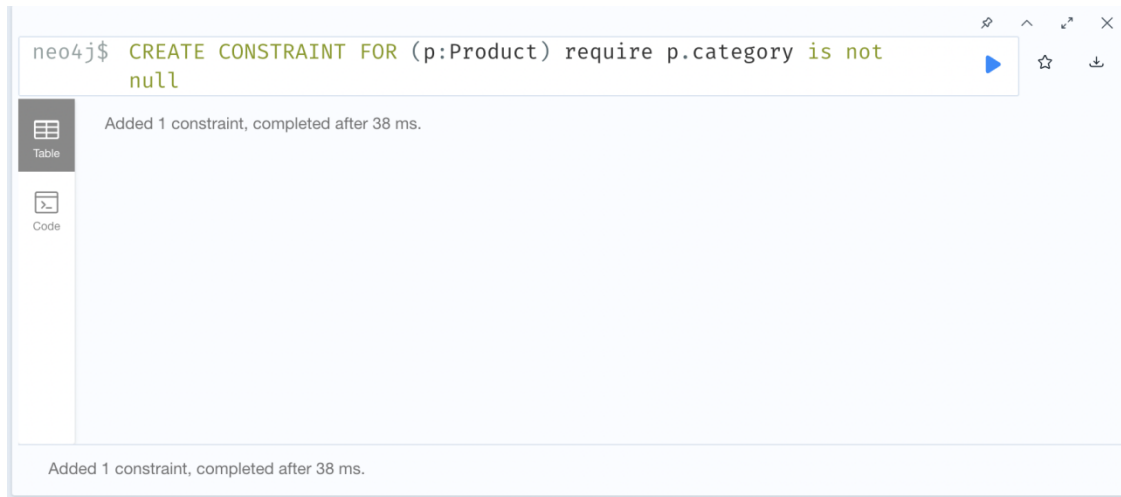 neo4j$ CREATE CONSTRAINT FOR (p:Product) require p.category is not
null
Added 1 constraint, completed after 38 ms.
Table
Code
Added 1 constraint, completed after 38 ms.